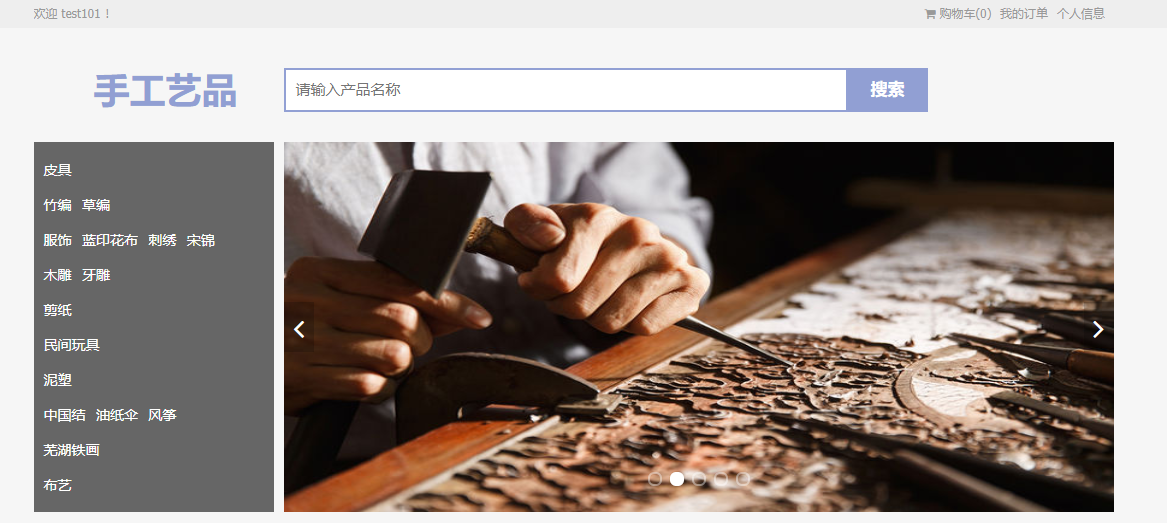 欢迎 test101！
购物车(0) 我的订单 个人信息
手工艺品
请输入产品名称
搜索
皮具
竹编 草编
服饰 蓝印花布 刺绣 宋锦
木雕 牙雕
剪纸
民间玩具
泥塑
中国结 油纸伞 风筝
芜湖铁画
布艺